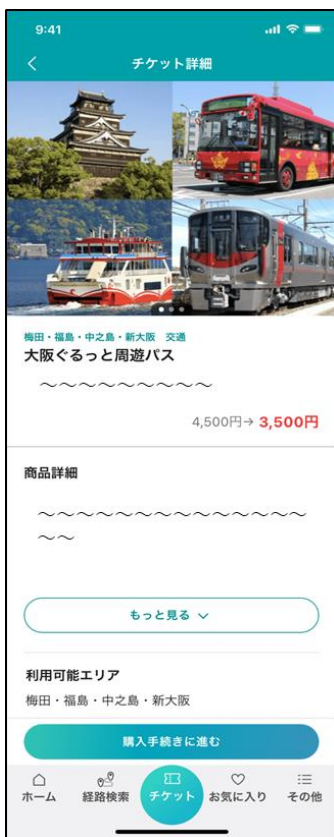 9:41
チケット詳細
梅田・福島・中之島・新大阪 交通
大阪ぐるっと周遊パス
〜〜〜〜〜〜〜〜〜
4,500円→ 3,500円
商品詳細
〜〜〜〜〜〜〜〜〜〜〜〜〜〜
〜〜
もっと見る
利用可能エリア
梅田・福島・中之島・新大阪
購入手続きに進む
ホーム 経路検索 チケット お気に入り その他